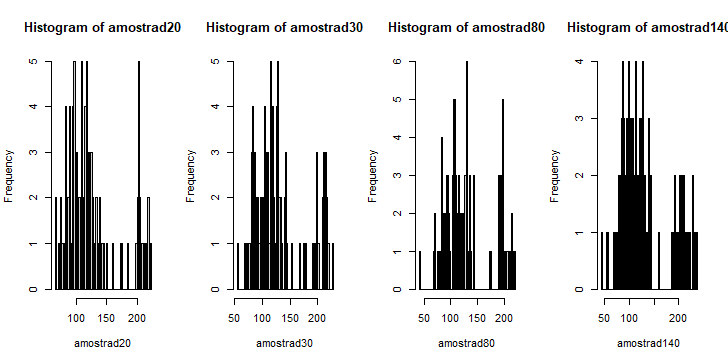 Histogram of amostrad20
Frequency
0 1 2 3 4 5
100 150 200
amostrad20
Histogram of amostrad30
Frequency
0 1 2 3 4 5
50 100 150 200
amostrad30
Histogram of amostrad80
Frequency
0 1 2 3 4 5 6
50 100 150 200
amostrad80
Histogram of amostrad140
Frequency
0 1 2 3 4
50 100 200
amostrad140